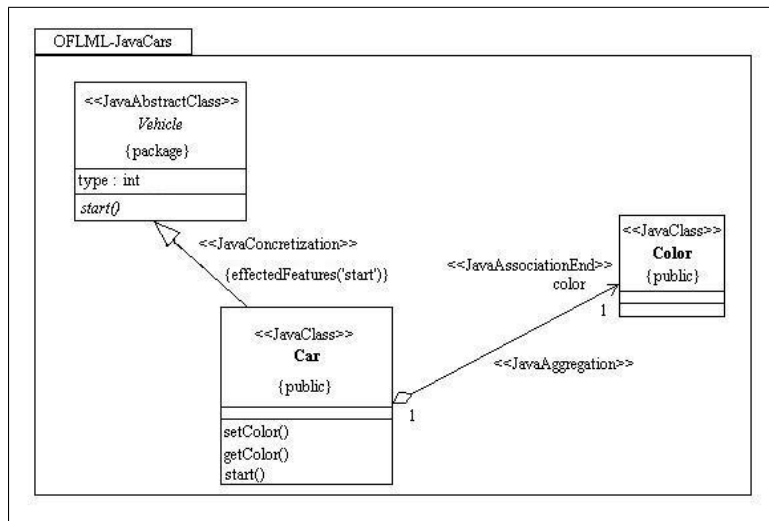 OFLML-JavaCars
<<JavaAbstractClass>>
Vehicle
{package}
type : int
start()
<<JavaConcretization>>
{effectedFeatures('start')}
<<JavaClass>>
Color
{public}
<<JavaAssociationEnd>>
color
1
<<JavaAggregation>>
<<JavaClass>>
Car
{public}
1
setColor()
getColor()
start()